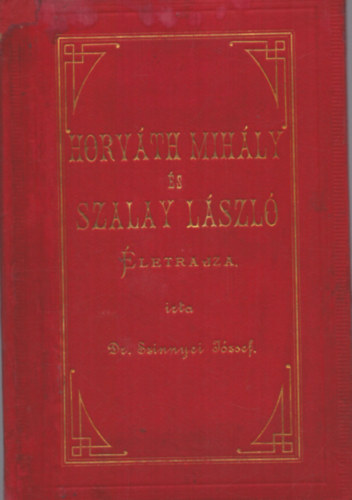 HORVÁTH MIHÁLY
ÉS
SZALAY LÁSZLÓ
ÉLETRAJZA.
irta
Dr. Szinnyei József.